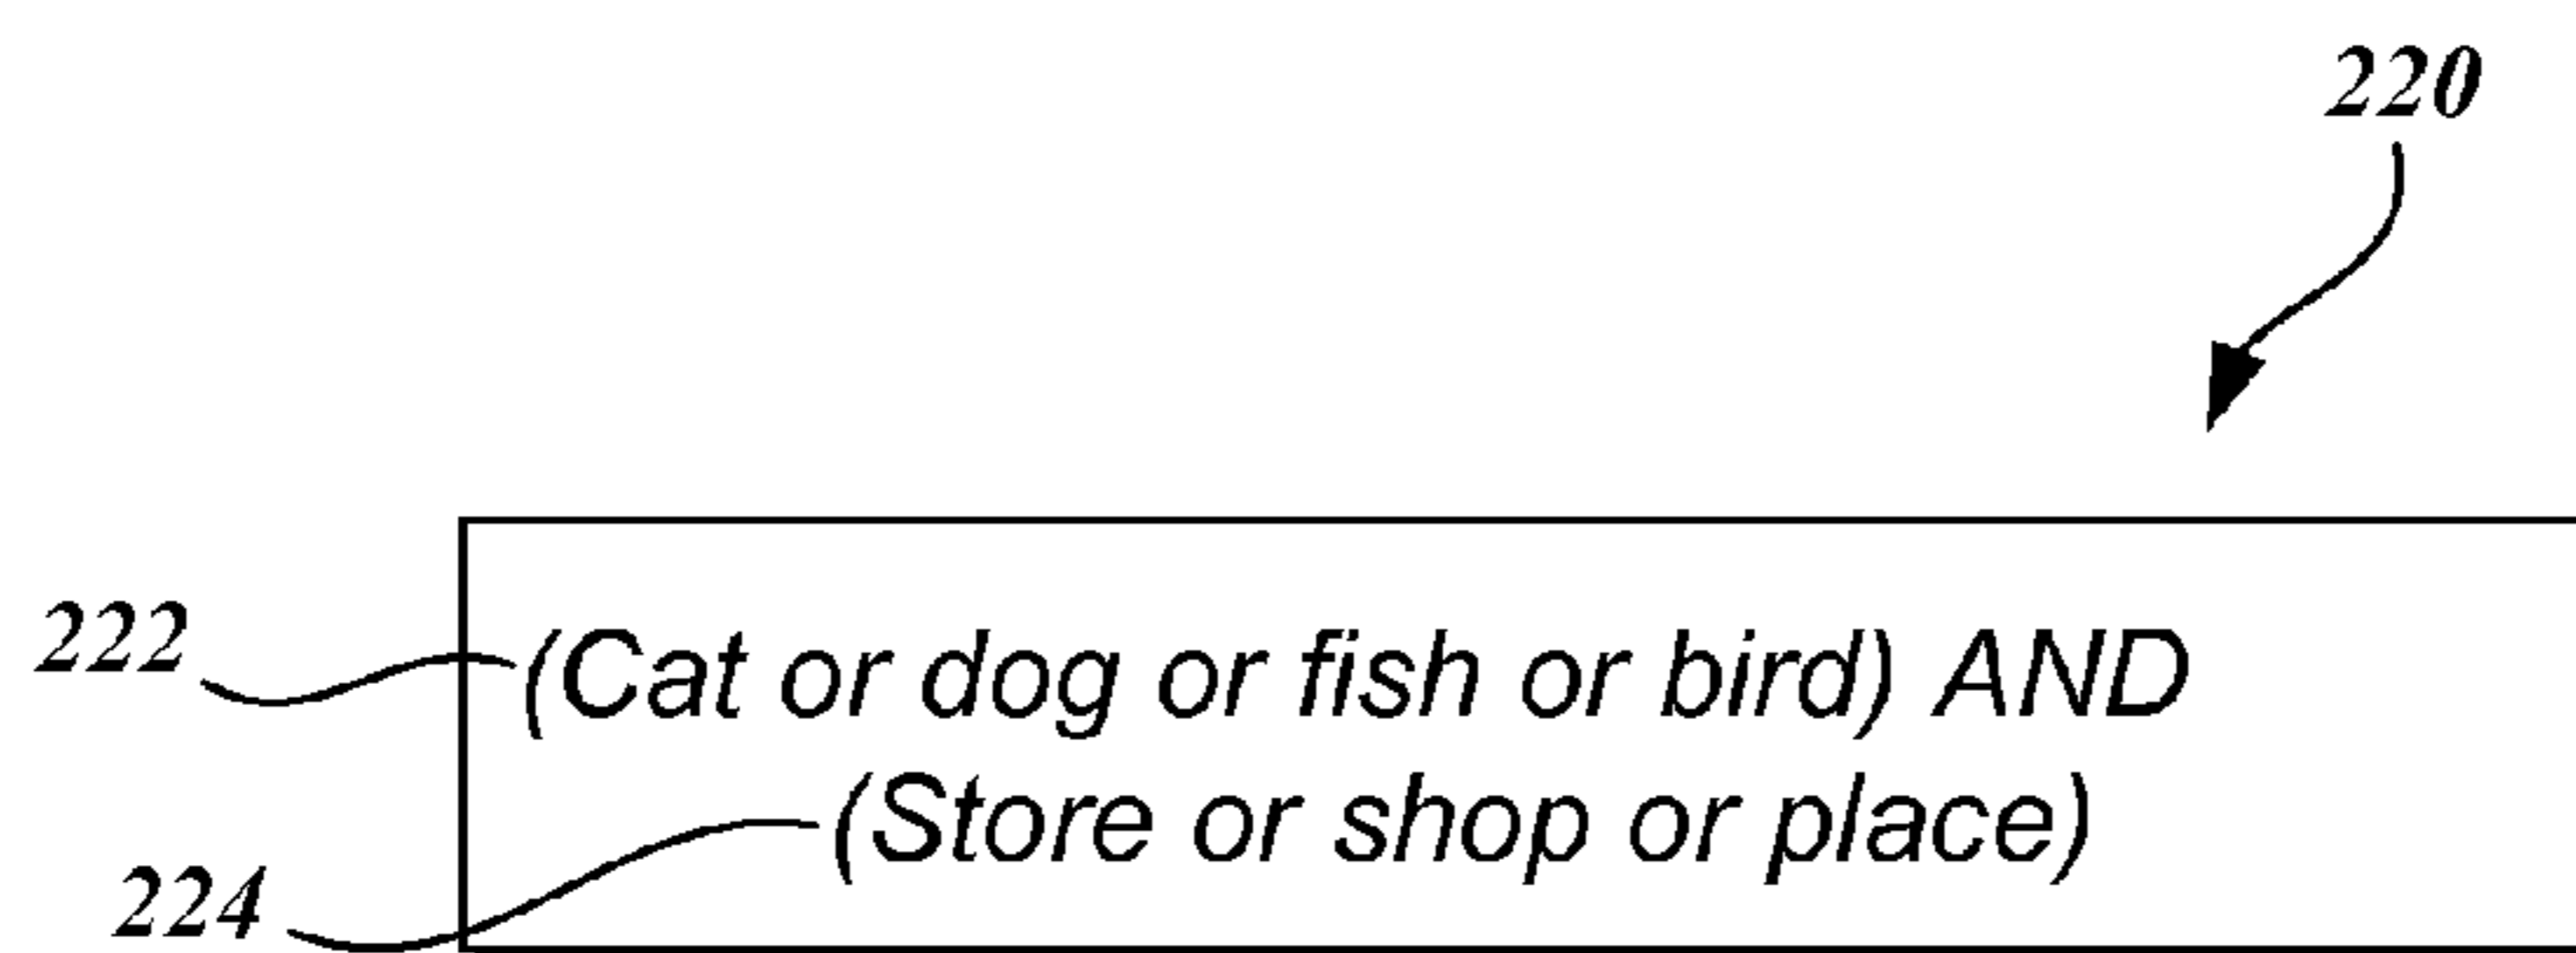 220
222
(Cat or dog or fish or bird) AND
(Store or shop or place)
224